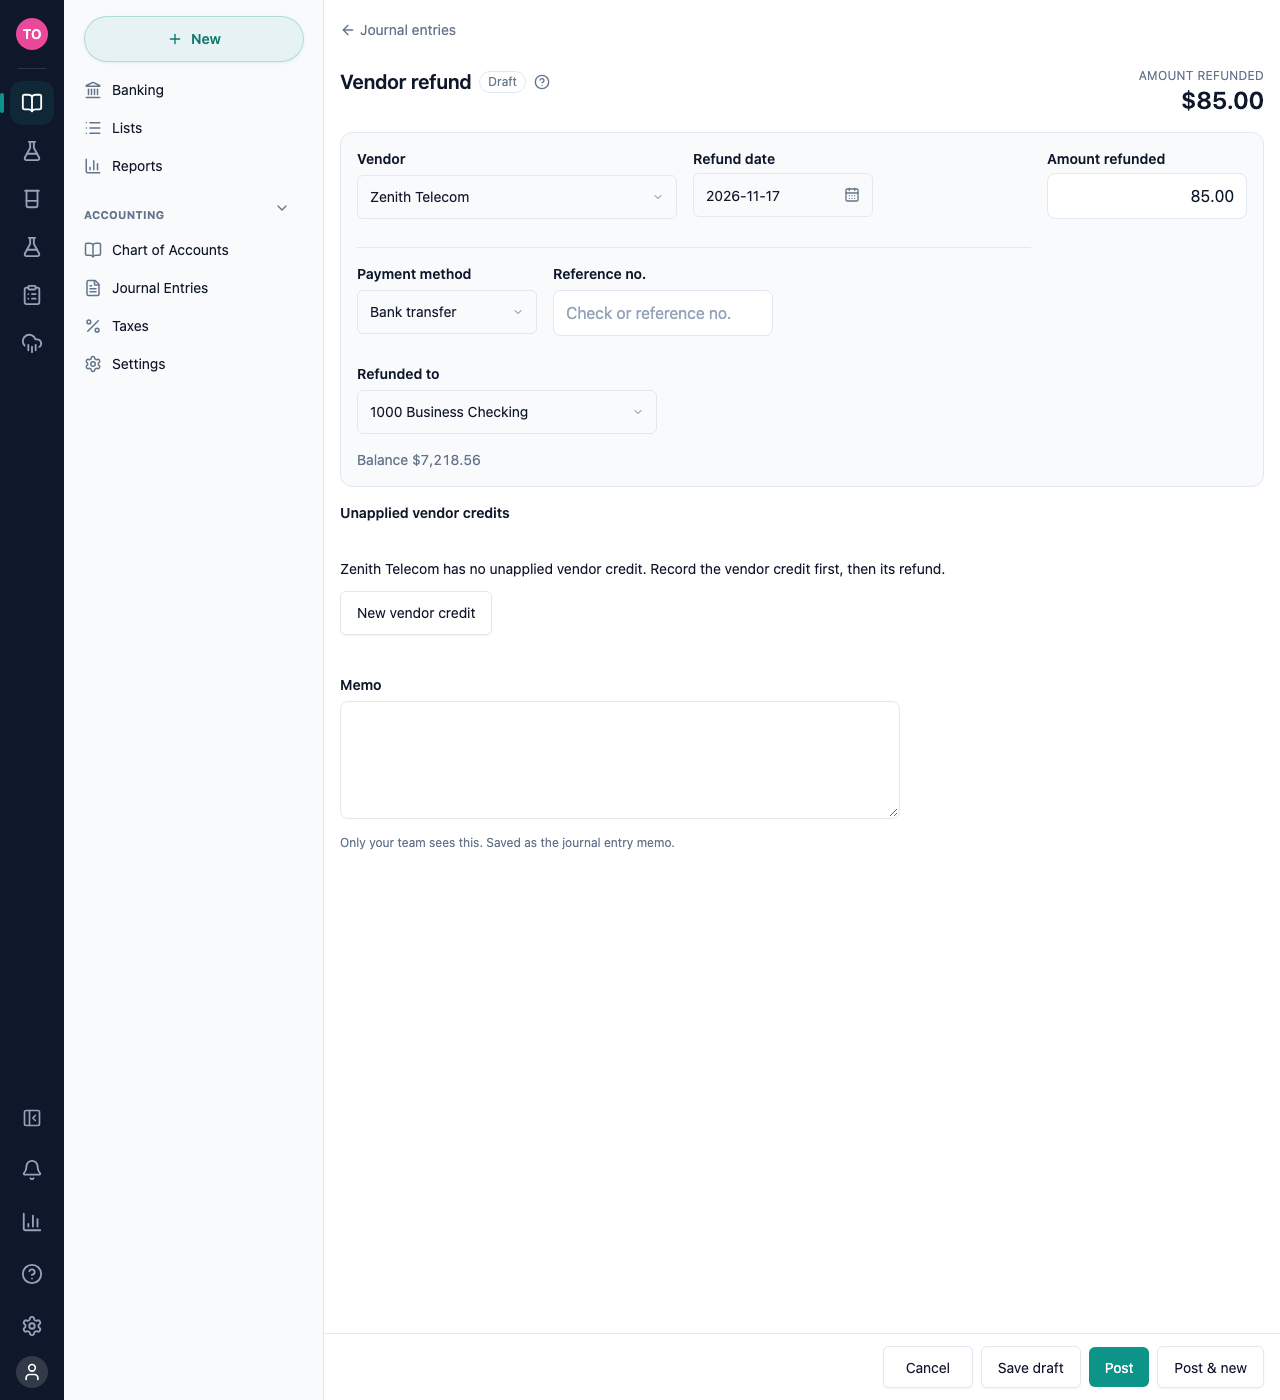 TO
New
Banking
Lists
Reports
ACCOUNTING
Chart of Accounts
Journal Entries
Taxes
Settings
Journal entries
Vendor refund
Draft
AMOUNT REFUNDED
$85.00
Vendor
Refund date
Amount refunded
Zenith Telecom
2026-11-17
85.00
Payment method
Reference no.
Bank transfer
Check or reference no.
Refunded to
1000 Business Checking
Balance $7,218.56
Unapplied vendor credits
Zenith Telecom has no unapplied vendor credit. Record the vendor credit first, then its refund.
New vendor credit
Memo
Only your team sees this. Saved as the journal entry memo.
Cancel
Save draft
Post
Post & new